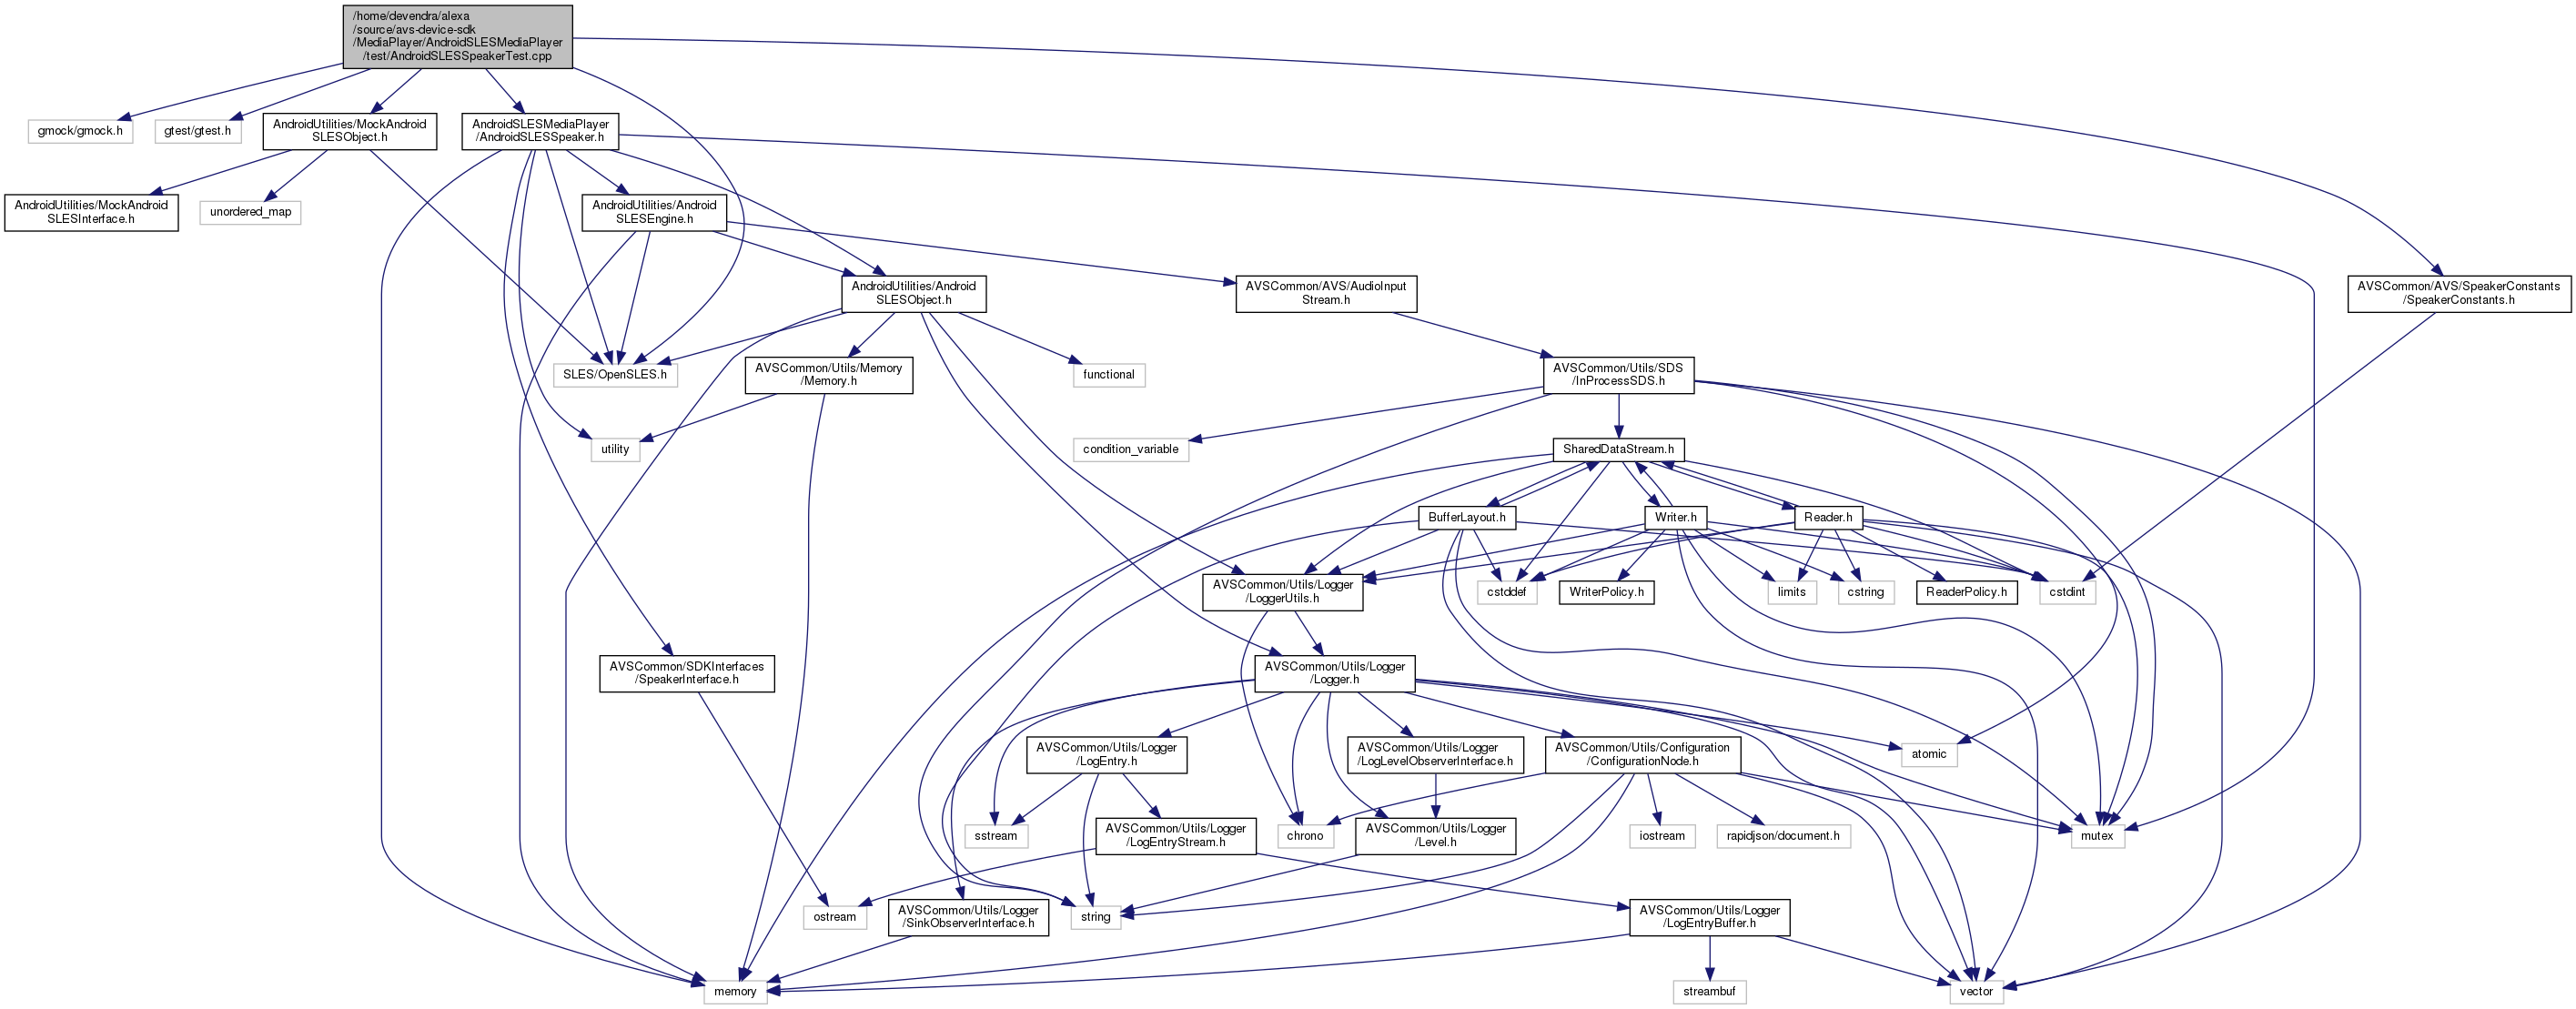 /home/devendra/alexa
/source/avs-device-sdk
/MediaPlayer/AndroidSLESMediaPlayer
/test/AndroidSLESSpeakerTest.cpp
gmock/gmock.h
gtest/gtest.h
AndroidUtilities/MockAndroid
SLESObject.h
AndroidSLESMediaPlayer
/AndroidSLESSpeaker.h
AndroidUtilities/MockAndroid
SLESInterface.h
unordered_map
AndroidUtilities/Android
SLESEngine.h
AndroidUtilities/Android
SLESObject.h
AVSCommon/AVS/AudioInput
Stream.h
AVSCommon/AVS/SpeakerConstants
/SpeakerConstants.h
SLES/OpenSLES.h
AVSCommon/Utils/Memory
/Memory.h
functional
AVSCommon/Utils/SDS
/InProcessSDS.h
utility
condition_variable
SharedDataStream.h
BufferLayout.h
Writer.h
Reader.h
AVSCommon/Utils/Logger
/LoggerUtils.h
cstddef
WriterPolicy.h
limits
cstring
ReaderPolicy.h
cstdint
AVSCommon/SDKInterfaces
/SpeakerInterface.h
AVSCommon/Utils/Logger
/Logger.h
AVSCommon/Utils/Logger
/LogEntry.h
AVSCommon/Utils/Logger
/LogLevelObserverInterface.h
AVSCommon/Utils/Configuration
/ConfigurationNode.h
atomic
sstream
AVSCommon/Utils/Logger
/LogEntryStream.h
chrono
AVSCommon/Utils/Logger
/Level.h
iostream
rapidjson/document.h
mutex
ostream
AVSCommon/Utils/Logger
/SinkObserverInterface.h
string
AVSCommon/Utils/Logger
/LogEntryBuffer.h
memory
streambuf
vector